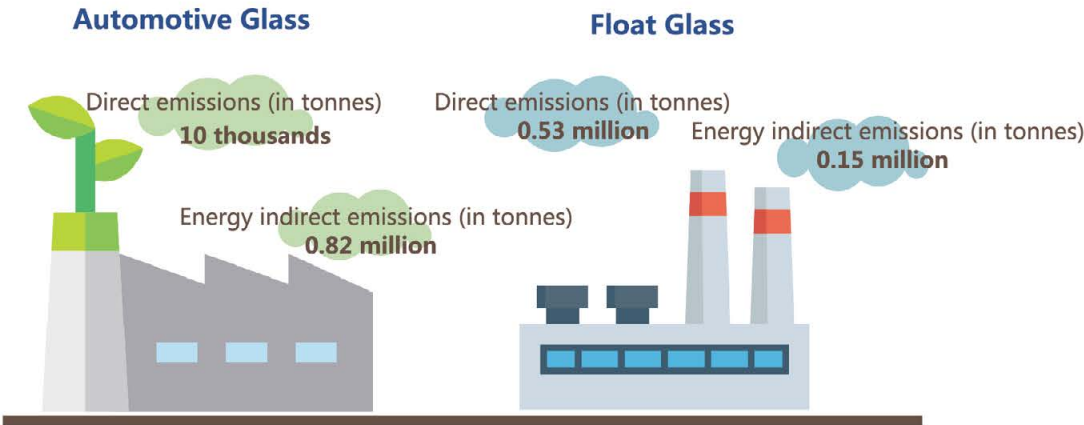 Automotive Glass
Direct emissions (in tonnes)
10 thousands
Energy indirect emissions (in tonnes)
0.82 million
Float Glass
Direct emissions (in tonnes)
0.53 million
Energy indirect emissions (in tonnes)
0.15 million